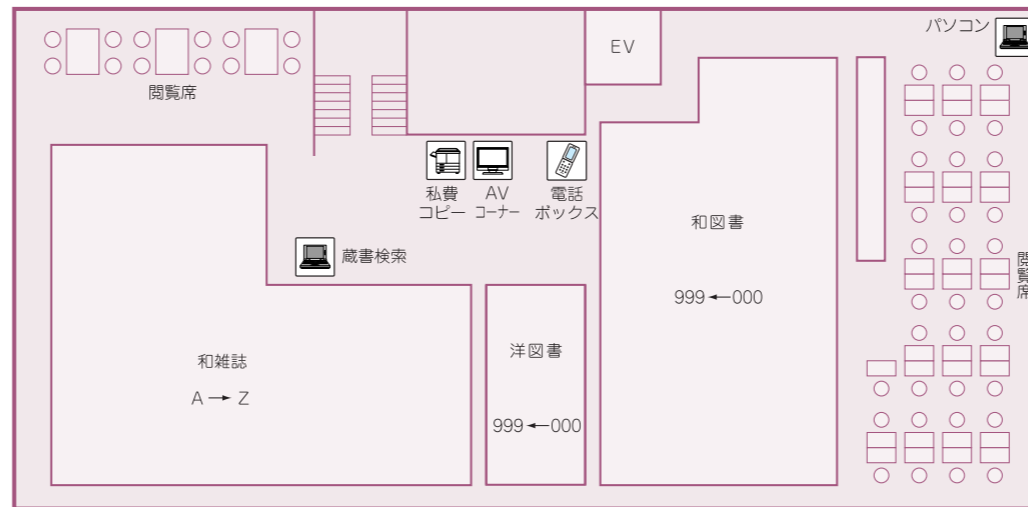 パソコン
EV
閲覧席
私費
コピー
AV
コーナー
電話
ボックス
和図書
蔵書検索
閲覧席
999←000
洋図書
和雑誌
A→Z
999←000